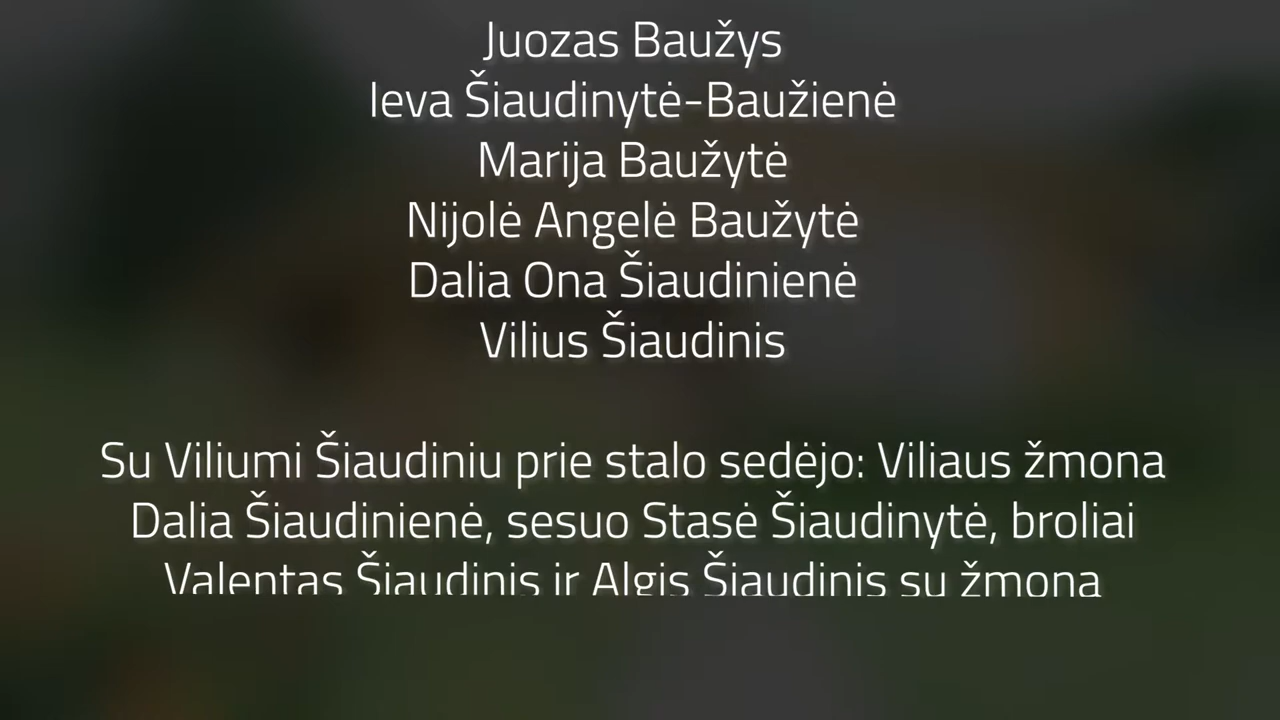 Juozas Baužys
Ieva Šiaudinytė-Baužienė
Marija Baužytė
Nijolė Angelė Baužytė
Dalia Ona Šiaudinienė
Vilius Šiaudinis
Su Viliumi Šiaudiniu prie stalo sedėjo: Viliaus žmona
Dalia Šiaudinienė, sesuo Stasė Šiaudinytė, broliai
Valentas Šiaudinis ir Algis Šiaudinis su žmona